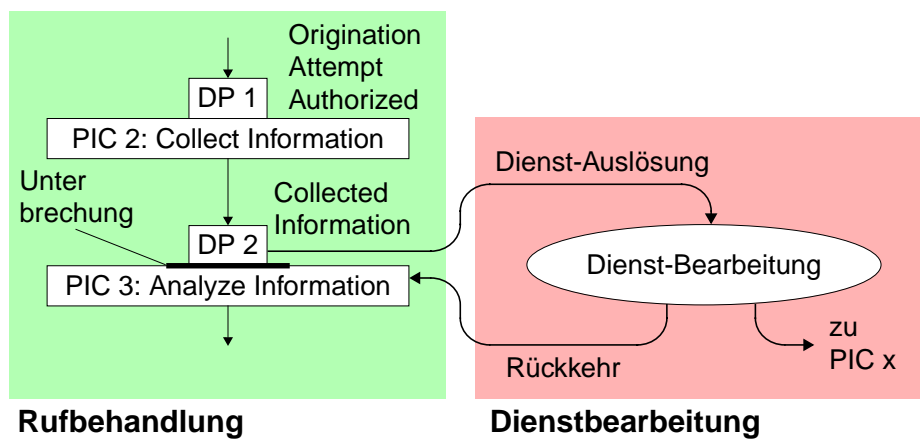 Origination
Attempt
Authorized
DP 1
PIC 2: Collect Information
Unter
brechung
Collected
Information
DP 2
PIC 3: Analyze Information
Dienst-Auslösung
Dienst-Bearbeitung
Rückkehr
zu
PIC x
Rufbehandlung
Dienstbearbeitung